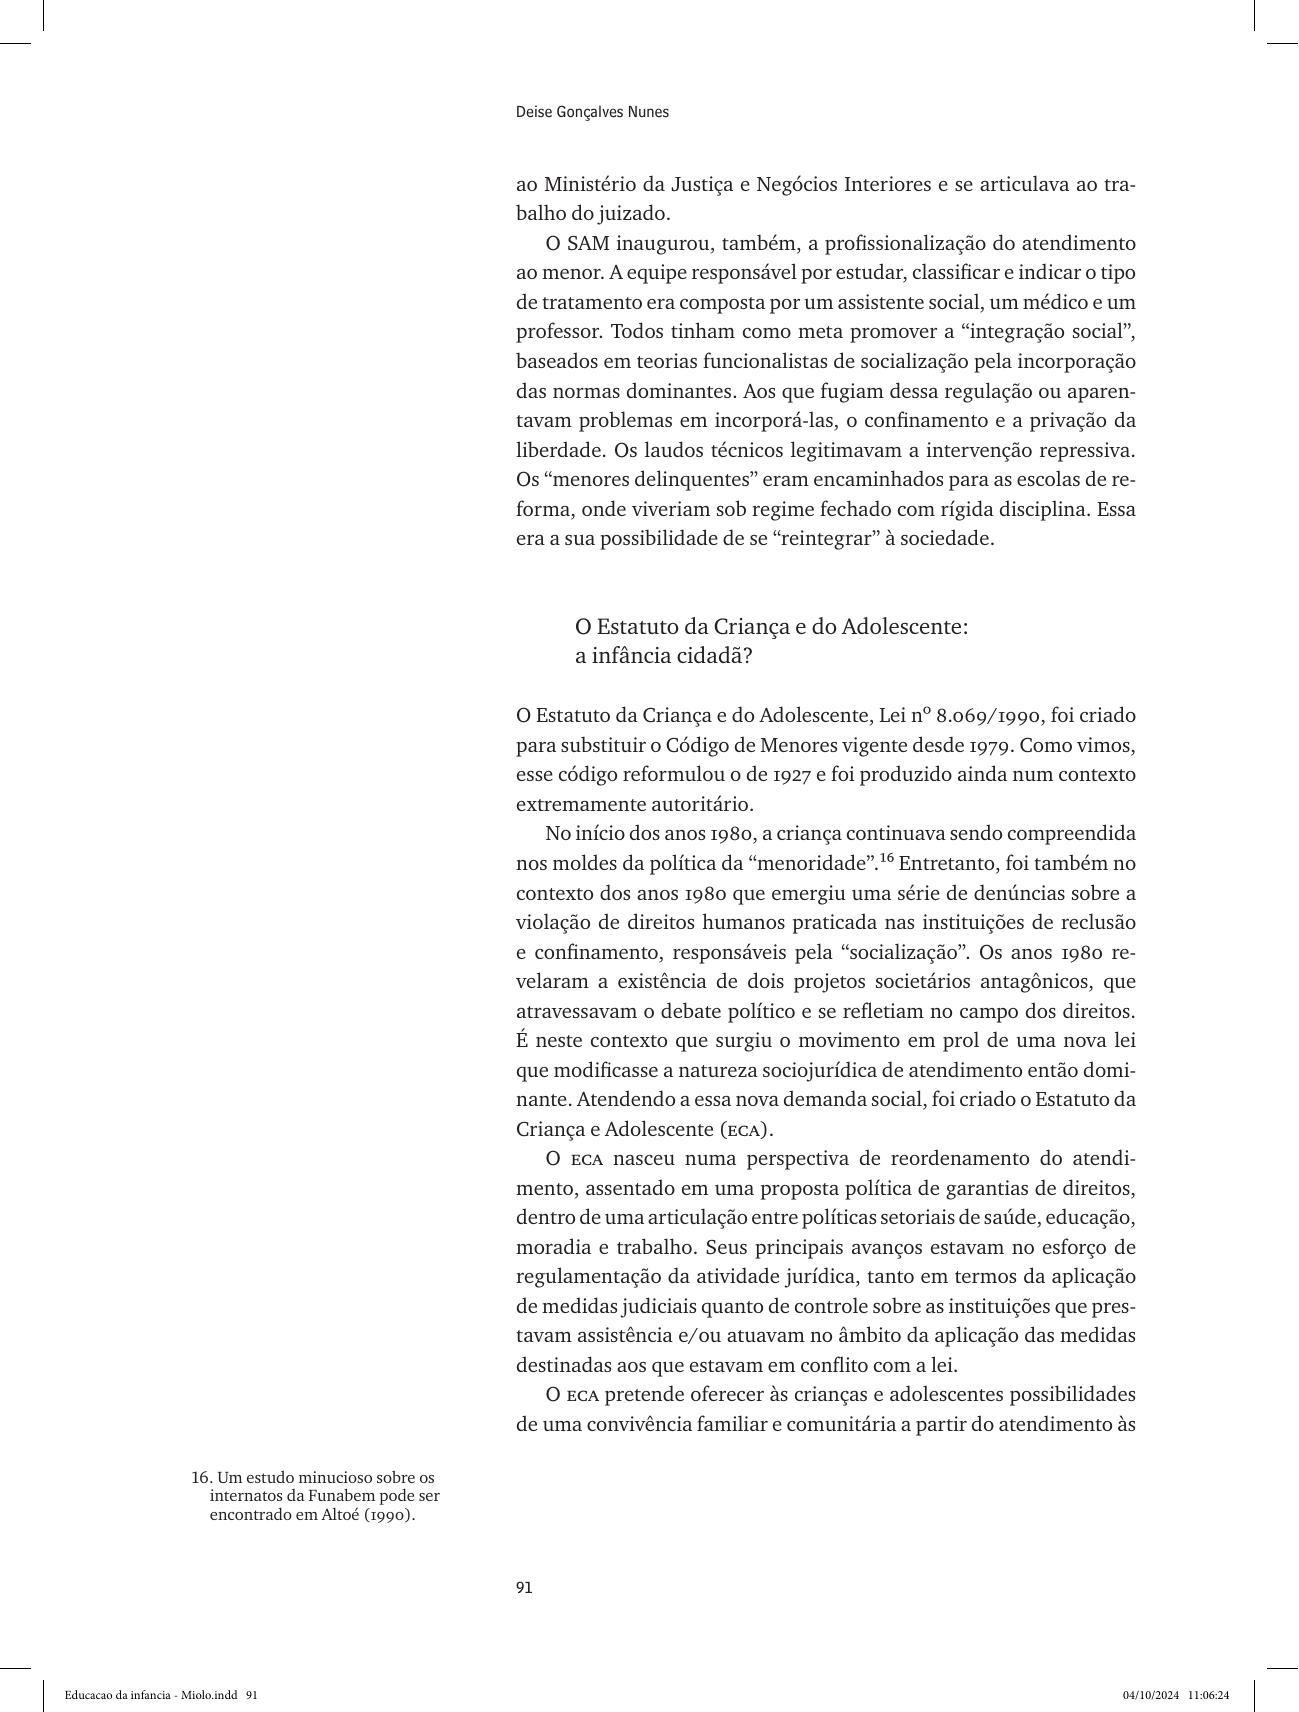 Deise Gonçalves Nunes
ao Ministério da Justiça e Negócios Interiores e se articulava ao tra-
balho do juizado.
O SAM inaugurou, também, a profissionalização do atendimento
ao menor. A equipe responsável por estudar, classificar e indicar o tipo
de tratamento era composta por um assistente social, um médico e um
professor. Todos tinham como meta promover a “integração social”,
baseados em teorias funcionalistas de socialização pela incorporação
das normas dominantes. Aos que fugiam dessa regulação ou aparen-
tavam problemas em incorporá-las, o confinamento e a privação da
liberdade. Os laudos técnicos legitimavam a intervenção repressiva.
Os “menores delinquentes” eram encaminhados para as escolas de re-
forma, onde viveriam sob regime fechado com rígida disciplina. Essa
era a sua possibilidade de se “reintegrar” à sociedade.
O Estatuto da Criança e do Adolescente:
a infância cidadã?
O Estatuto da Criança e do Adolescente, Lei nº 8.069/1990, foi criado
para substituir o Código de Menores vigente desde 1979. Como vimos,
esse código reformulou o de 1927 e foi produzido ainda num contexto
extremamente autoritário.
No início dos anos 1980, a criança continuava sendo compreendida
nos moldes da política da “menoridade”.16 Entretanto, foi também no
contexto dos anos 1980 que emergiu uma série de denúncias sobre a
violação de direitos humanos praticada nas instituições de reclusão
e confinamento, responsáveis pela “socialização”. Os anos 1980 re-
velaram a existência de dois projetos societários antagônicos, que
atravessavam o debate político e se refletiam no campo dos direitos.
É neste contexto que surgiu o movimento em prol de uma nova lei
que modificasse a natureza sociojurídica de atendimento então domi-
nante. Atendendo a essa nova demanda social, foi criado o Estatuto da
Criança e Adolescente (ECA).
O ECA nasceu numa perspectiva de reordenamento do atendi-
mento, assentado em uma proposta política de garantias de direitos,
dentro de uma articulação entre políticas setoriais de saúde, educação,
moradia e trabalho. Seus principais avanços estavam no esforço de
regulamentação da atividade jurídica, tanto em termos da aplicação
de medidas judiciais quanto de controle sobre as instituições que pres-
tavam assistência e/ou atuavam no âmbito da aplicação das medidas
destinadas aos que estavam em conflito com a lei.
O ECA pretende oferecer às crianças e adolescentes possibilidades
de uma convivência familiar e comunitária a partir do atendimento às
16. Um estudo minucioso sobre os
internatos da Funabem pode ser
encontrado em Altoé (1990).
91
Educacao da infancia - Miolo.indd 91
04/10/2024 11:06:24